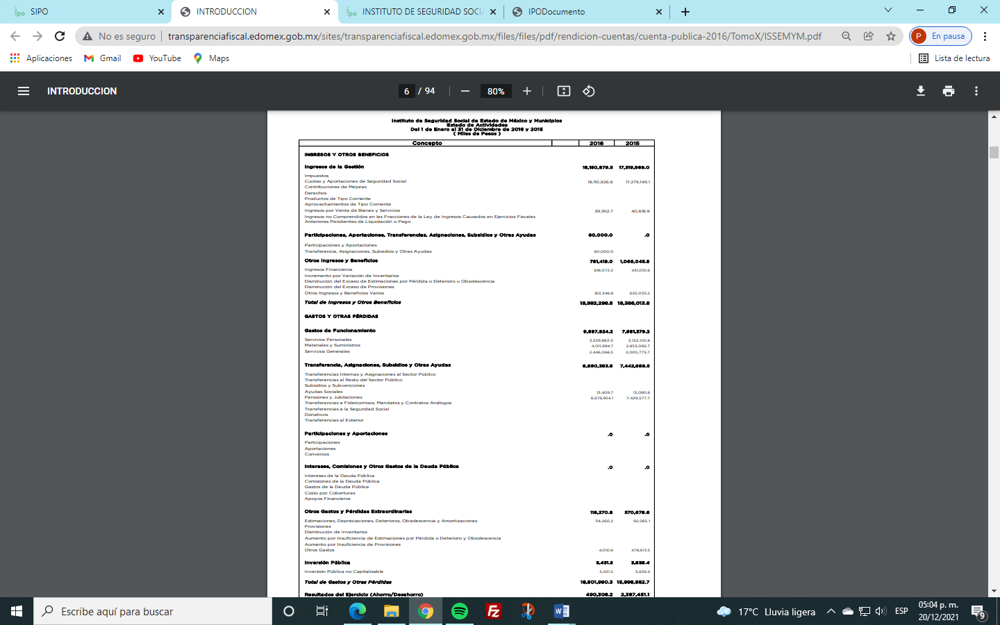 SIPO
INTRODUCCION
INSTITUTO DE SEGURIDAD SOCI
IPODocumento
No es seguro
transparenciafiscal.edomex.gob.mx/sites/transparenciafiscal.edomex.gob.mx/files/files/pdf/rendicion-cuentas/cuenta-publica-2016/TomoX/ISSEMYM.pdf
P En pausa
Aplicaciones Gmail YouTube Maps Lista de lectura
INTRODUCCION 6 / 94 80%
Instituto de Seguridad Social de Estado de México y Municipios
Estado de Actividades
Del 1 de Enero al 31 de Diciembre de 2016 y 2015
( Miles de Pesos )
Concepto 2016 2015
INGRESOS Y OTROS BENEFICIOS
Ingresos de la Gestión 18,150,879.5 17,319,968.0
Impuestos
Cuotas y Aportaciones de Seguridad Social 18,110,926.8 17,279,149.1
Contribuciones de Mejoras
Derechos
Productos de Tipo Corriente
Aprovechamientos de Tipo Corriente
Ingresos por Venta de Bienes y Servicios 39,952.7 40,818.9
Ingresos no Comprendidos en las Fracciones de la Ley de Ingresos Causados en Ejercicios Fiscales
Anteriores Pendientes de Liquidación o Pago
Participaciones, Aportaciones, Transferencias, Asignaciones, Subsidios y Otras Ayudas 60,000.0 .0
Participaciones y Aportaciones
Transferencia, Asignaciones, Subsidios y Otras Ayudas 60,000.0
Otros Ingresos y Beneficios 781,419.0 1,066,045.8
Ingresos Financieros 618,072.2 431,010.6
Incremento por Variación de Inventarios
Disminución del Exceso de Estimaciones por Pérdida o Deterioro u Obsolescencia
Disminución del Exceso de Provisiones
Otros Ingresos y Beneficios Varios 163,346.8 635,035.2
Total de Ingresos y Otros Beneficios 18,992,298.5 18,386,013.8
GASTOS Y OTRAS PÉRDIDAS
Gastos de Funcionamiento 9,687,924.2 7,981,379.2
Servicios Personales 3,229,863.0 3,122,510.8
Materiales y Suministros 4,011,994.7 2,853,092.7
Servicios Generales 2,446,066.5 2,005,775.7
Transferencia, Asignaciones, Subsidios y Otras Ayudas 8,690,363.8 7,442,668.5
Transferencias Internas y Asignaciones al Sector Público
Transferencias al Resto del Sector Público
Subsidios y Subvenciones
Ayudas Sociales 13,409.7 13,090.8
Pensiones y Jubilaciones 8,676,954.1 7,429,577.7
Transferencias a Fideicomisos, Mandatos y Contratos Análogos
Transferencias a la Seguridad Social
Donativos
Transferencias al Exterior
Participaciones y Aportaciones .0 .0
Participaciones
Aportaciones
Convenios
Intereses, Comisiones y Otros Gastos de la Deuda Pública .0 .0
Intereses de la Deuda Pública
Comisiones de la Deuda Pública
Gastos de la Deuda Pública
Costo por Coberturas
Apoyos Financieros
Otros Gastos y Pérdidas Extraordinarias 118,270.8 570,678.6
Estimaciones, Depreciaciones, Deterioros, Obsolescencia y Amortizaciones 114,260.2 92,065.1
Provisiones
Disminución de Inventarios
Aumento por Insuficiencia de Estimaciones por Pérdida o Deterioro y Obsolescencia
Aumento por Insuficiencia de Provisiones
Otros Gastos 4,010.6 478,613.5
Inversión Pública 5,431.5 3,836.4
Inversión Pública no Capitalizable 5,431.5 3,836.4
Total de Gastos y Otras Pérdidas 18,501,990.3 15,998,562.7
Resultados del Ejercicio (Ahorro/Desahorro) 490,308.2 2,387,451.1
Escribe aquí para buscar
17°C Lluvia ligera
ESP
05:04 p. m.
20/12/2021
9